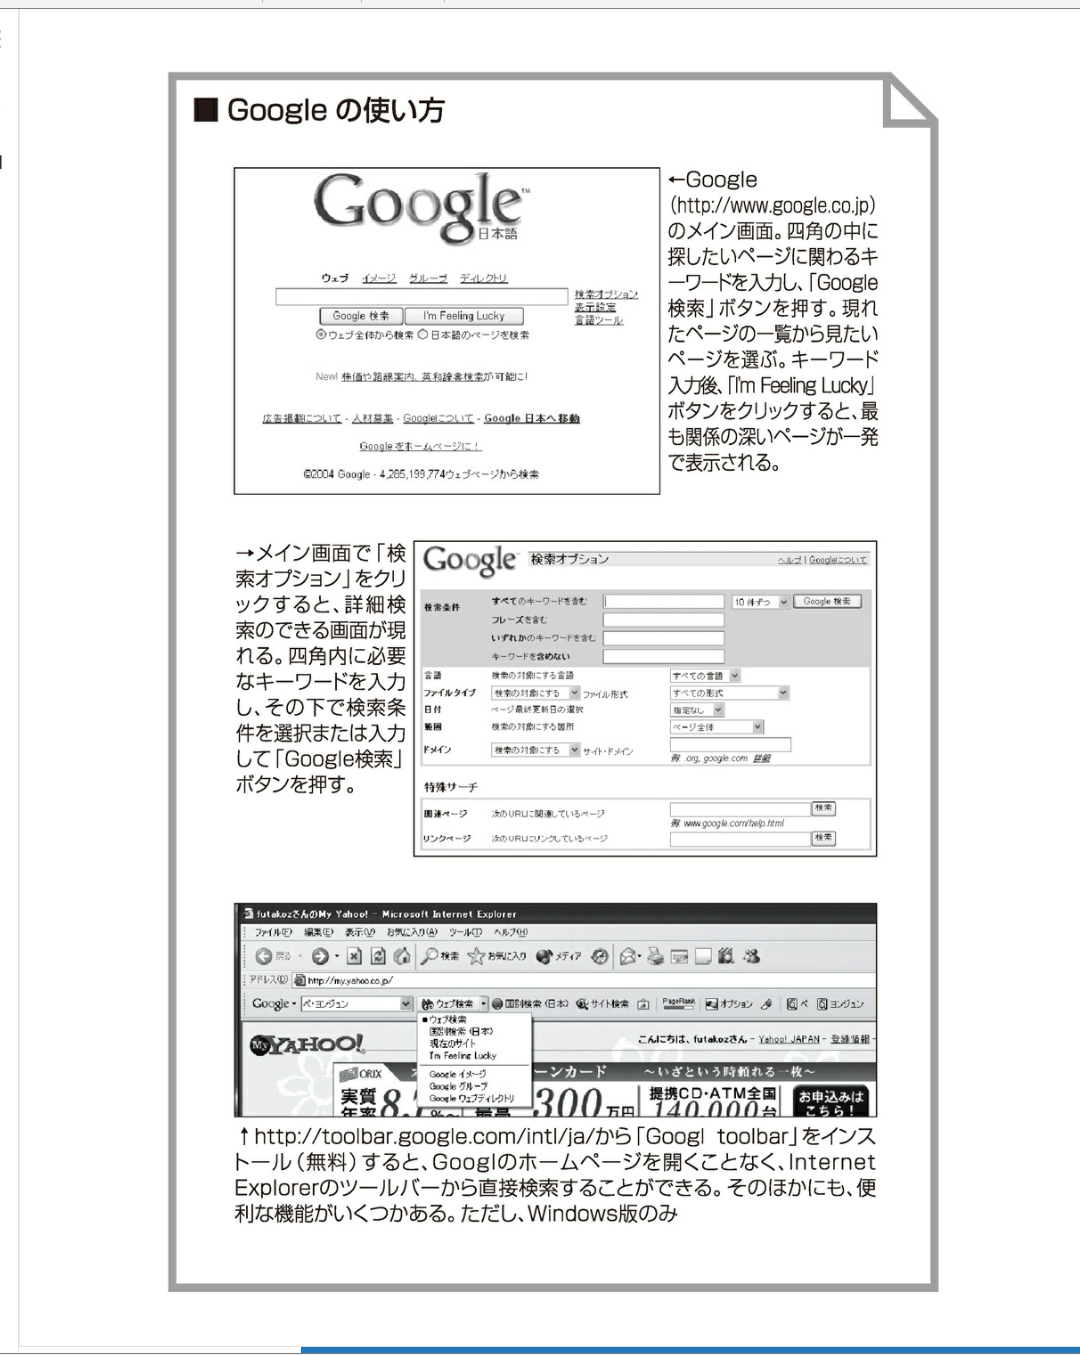 ■ Google の使い方
Google™
日本語
ウェブ イメージ グループ ディレクトリ
検索オプション
表示設定
言語ツール
Google 検索 I'm Feeling Lucky
ウェブ全体から検索 日本語のページを検索
New! 株価や路線案内、英和辞書検索が可能に!
広告掲載について - 人材募集 - Googleについて - Google 日本へ移動
Google をホームページに！
©2004 Google - 4,285,199,774ウェブページから検索
←Google
（http://www.google.co.jp）
のメイン画面。四角の中に
探したいページに関わるキ
ーワードを入力し、「Google
検索」ボタンを押す。現れ
たページの一覧から見たい
ページを選ぶ。キーワード
入力後、「I'm Feeling Lucky」
ボタンをクリックすると、最
も関係の深いページが一発
で表示される。
→メイン画面で「検
索オプション」をクリ
ックすると、詳細検
索のできる画面が現
れる。四角内に必要
なキーワードを入力
し、その下で検索条
件を選択または入力
して「Google検索」
ボタンを押す。
Google 検索オプション ヘルプ | Googleについて
検索条件 すべてのキーワードを含む 10 件ずつ Google 検索
フレーズを含む
いずれかのキーワードを含む
キーワードを含めない
言語 検索の対象にする言語 すべての言語
ファイルタイプ 検索の対象にする ファイル形式 すべての形式
日付 ページ最終更新日の選択 指定なし
範囲 検索の対象にする箇所 ページ全体
ドメイン 検索の対象にする サイト・ドメイン
例 .org, google.com 詳細
特殊サーチ
関連ページ 次のURLに関連しているページ 検索
例 www.google.com/help.html
リンクページ 次のURLにリンクしているページ 検索
futakozさんのMy Yahoo! - Microsoft Internet Explorer
ファイル(F) 編集(E) 表示(V) お気に入り(A) ツール(T) ヘルプ(H)
戻る 検索 お気に入り メディア
アドレス(D) http://my.yahoo.co.jp/
Google ペ・ヨンジュン ウェブ検索 国別検索 (日本) サイト検索 PageRank オプション ペ ヨンジュン
ウェブ検索
国別検索 (日本)
現在のサイト
I'm Feeling Lucky
Google イメージ
Google グループ
Google ウェブディレクトリ
My YAHOO!
こんにちは、futakozさん - Yahoo! JAPAN - 登録情報
ORIX ーンカード ～いざという時頼れる一枚～
実質
年率 8. %～ 最高 300万円 提携CD・ATM全国
140,000台 お申込みは
こちら！
↑http://toolbar.google.com/intl/ja/から「Googl toolbar」をインス
トール（無料）すると、Googlのホームページを開くことなく、Internet
Explorerのツールバーから直接検索することができる。そのほかにも、便
利な機能がいくつかある。ただし、Windows版のみ